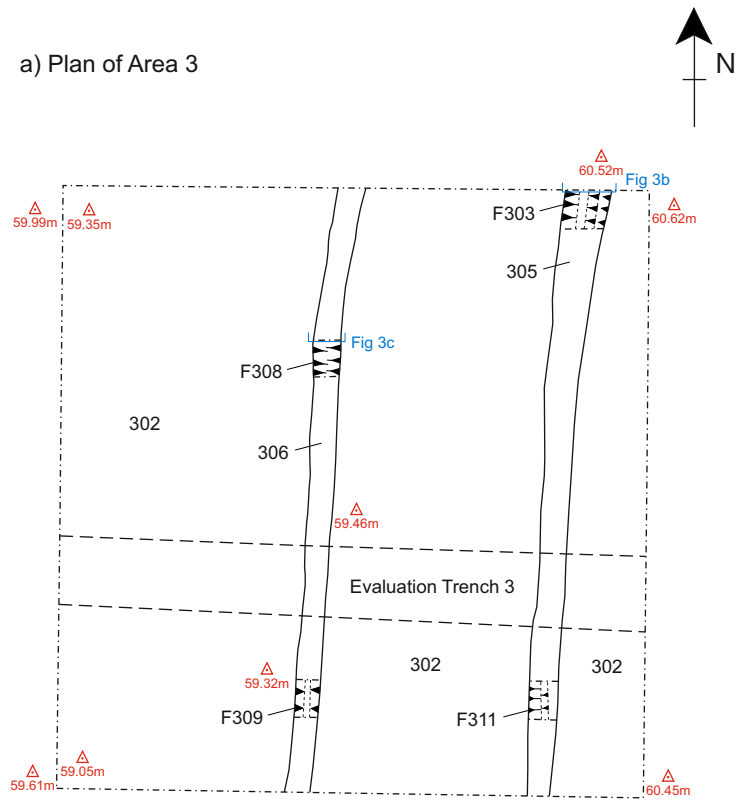 a) Plan of Area 3
N
60.52m
Fig 3b
59.99m
59.35m
F303
60.62m
305
Fig 3c
F308
302
306
59.46m
Evaluation Trench 3
302
302
59.32m
F309
F311
59.05m
59.61m
60.45m